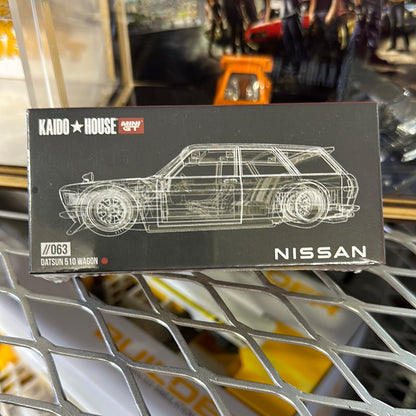 KAIDO★HOUSE MINI GT
//063
DATSUN 510 WAGON
NISSAN